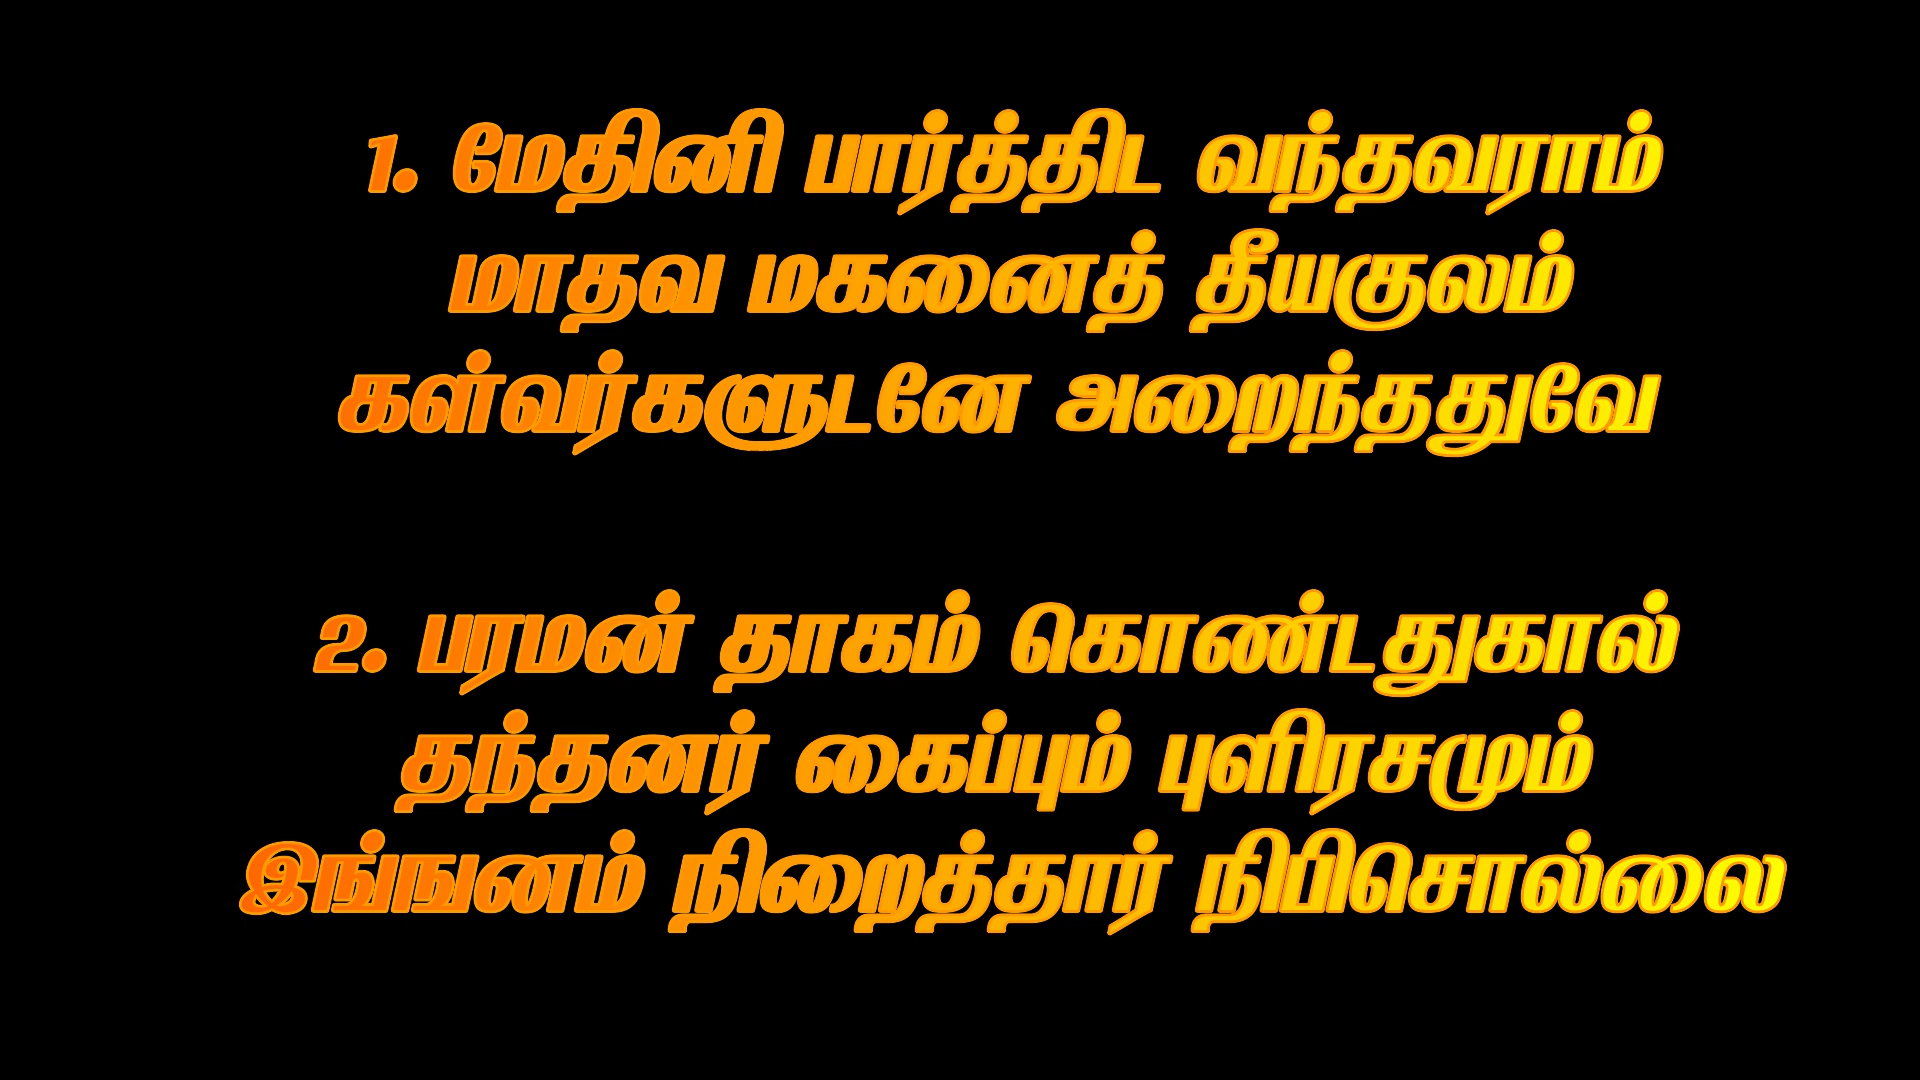 1. மேதினி பார்த்திட வந்தவராம்
மாதவ மகனைத் தீயகுலம்
கள்வர்களுடனே அறைந்ததுவே
2. பரமன் தாகம் கொண்டதுகால்
தந்தனர் கைப்பும் புளிரசமும்
இங்ஙனம் நிறைத்தார் நிபிசொல்லை